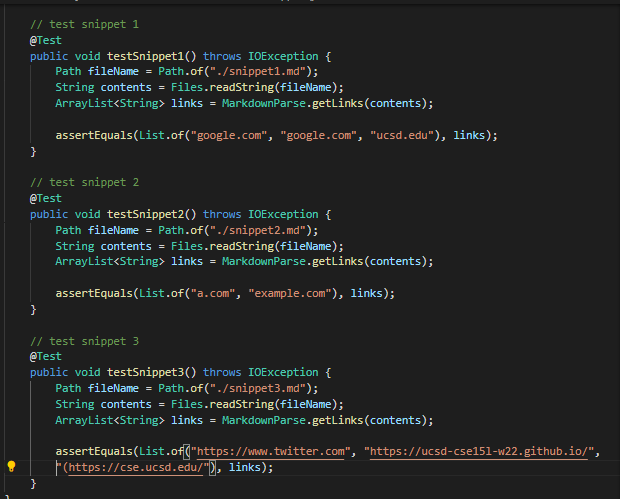 // test snippet 1
@Test
public void testSnippet1() throws IOException {
Path fileName = Path.of("./snippet1.md");
String contents = Files.readString(fileName);
ArrayList<String> links = MarkdownParse.getLinks(contents);
assertEquals(List.of("google.com", "google.com", "ucsd.edu"), links);
}
// test snippet 2
@Test
public void testSnippet2() throws IOException {
Path fileName = Path.of("./snippet2.md");
String contents = Files.readString(fileName);
ArrayList<String> links = MarkdownParse.getLinks(contents);
assertEquals(List.of("a.com", "example.com"), links);
}
// test snippet 3
@Test
public void testSnippet3() throws IOException {
Path fileName = Path.of("./snippet3.md");
String contents = Files.readString(fileName);
ArrayList<String> links = MarkdownParse.getLinks(contents);
assertEquals(List.of("https://www.twitter.com", "https://ucsd-cse15l-w22.github.io/",
"(https://cse.ucsd.edu/"), links);
}